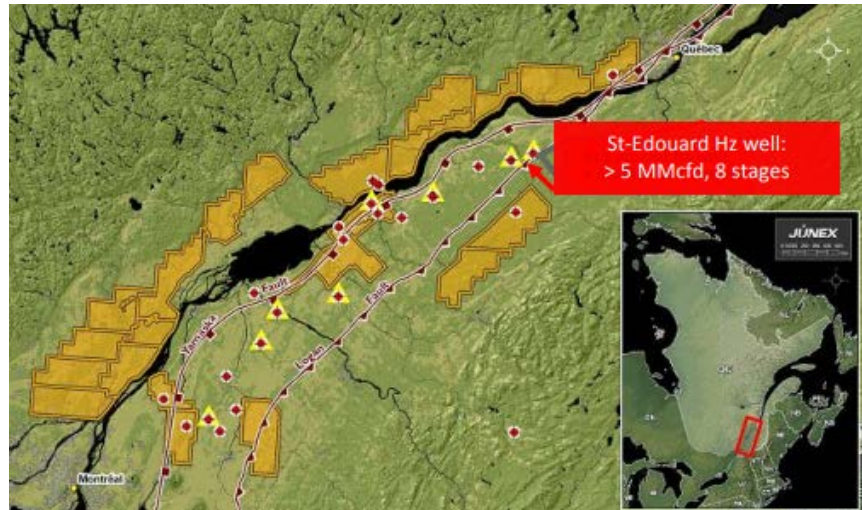 Québec
St-Edouard Hz well:
> 5 MMcfd, 8 stages
JUNEX
Fault
Yamaska
Fault
Logan
Montréal